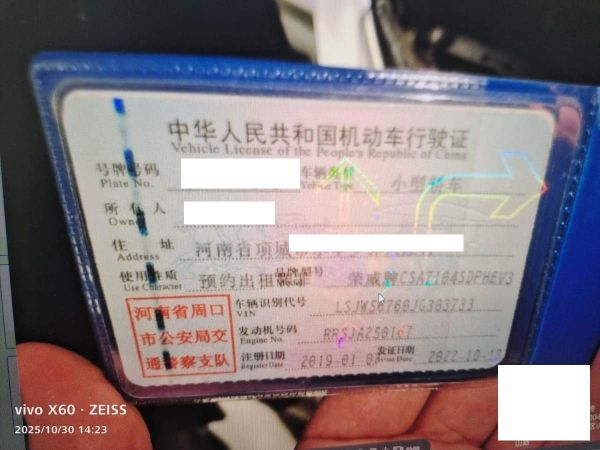 中华人民共和国机动车行驶证
Vehicle License of the People's Republic of China
号牌号码
Plate No.
车辆类型
Vehicle Type
小型轿车
所有人
Owner
住址
Address
河南省项城市
使用性质
Use Character
预约出租
品牌型号
荣威牌CSA7104SDPHEV3
河南省周口
市公安局交
通警察支队
车辆识别代号
VIN
发动机号码
Engine No.
注册日期
Register Date
2019-01-07
发证日期
Issue Date
vivo X60 · ZEISS
2025/10/30 14:23